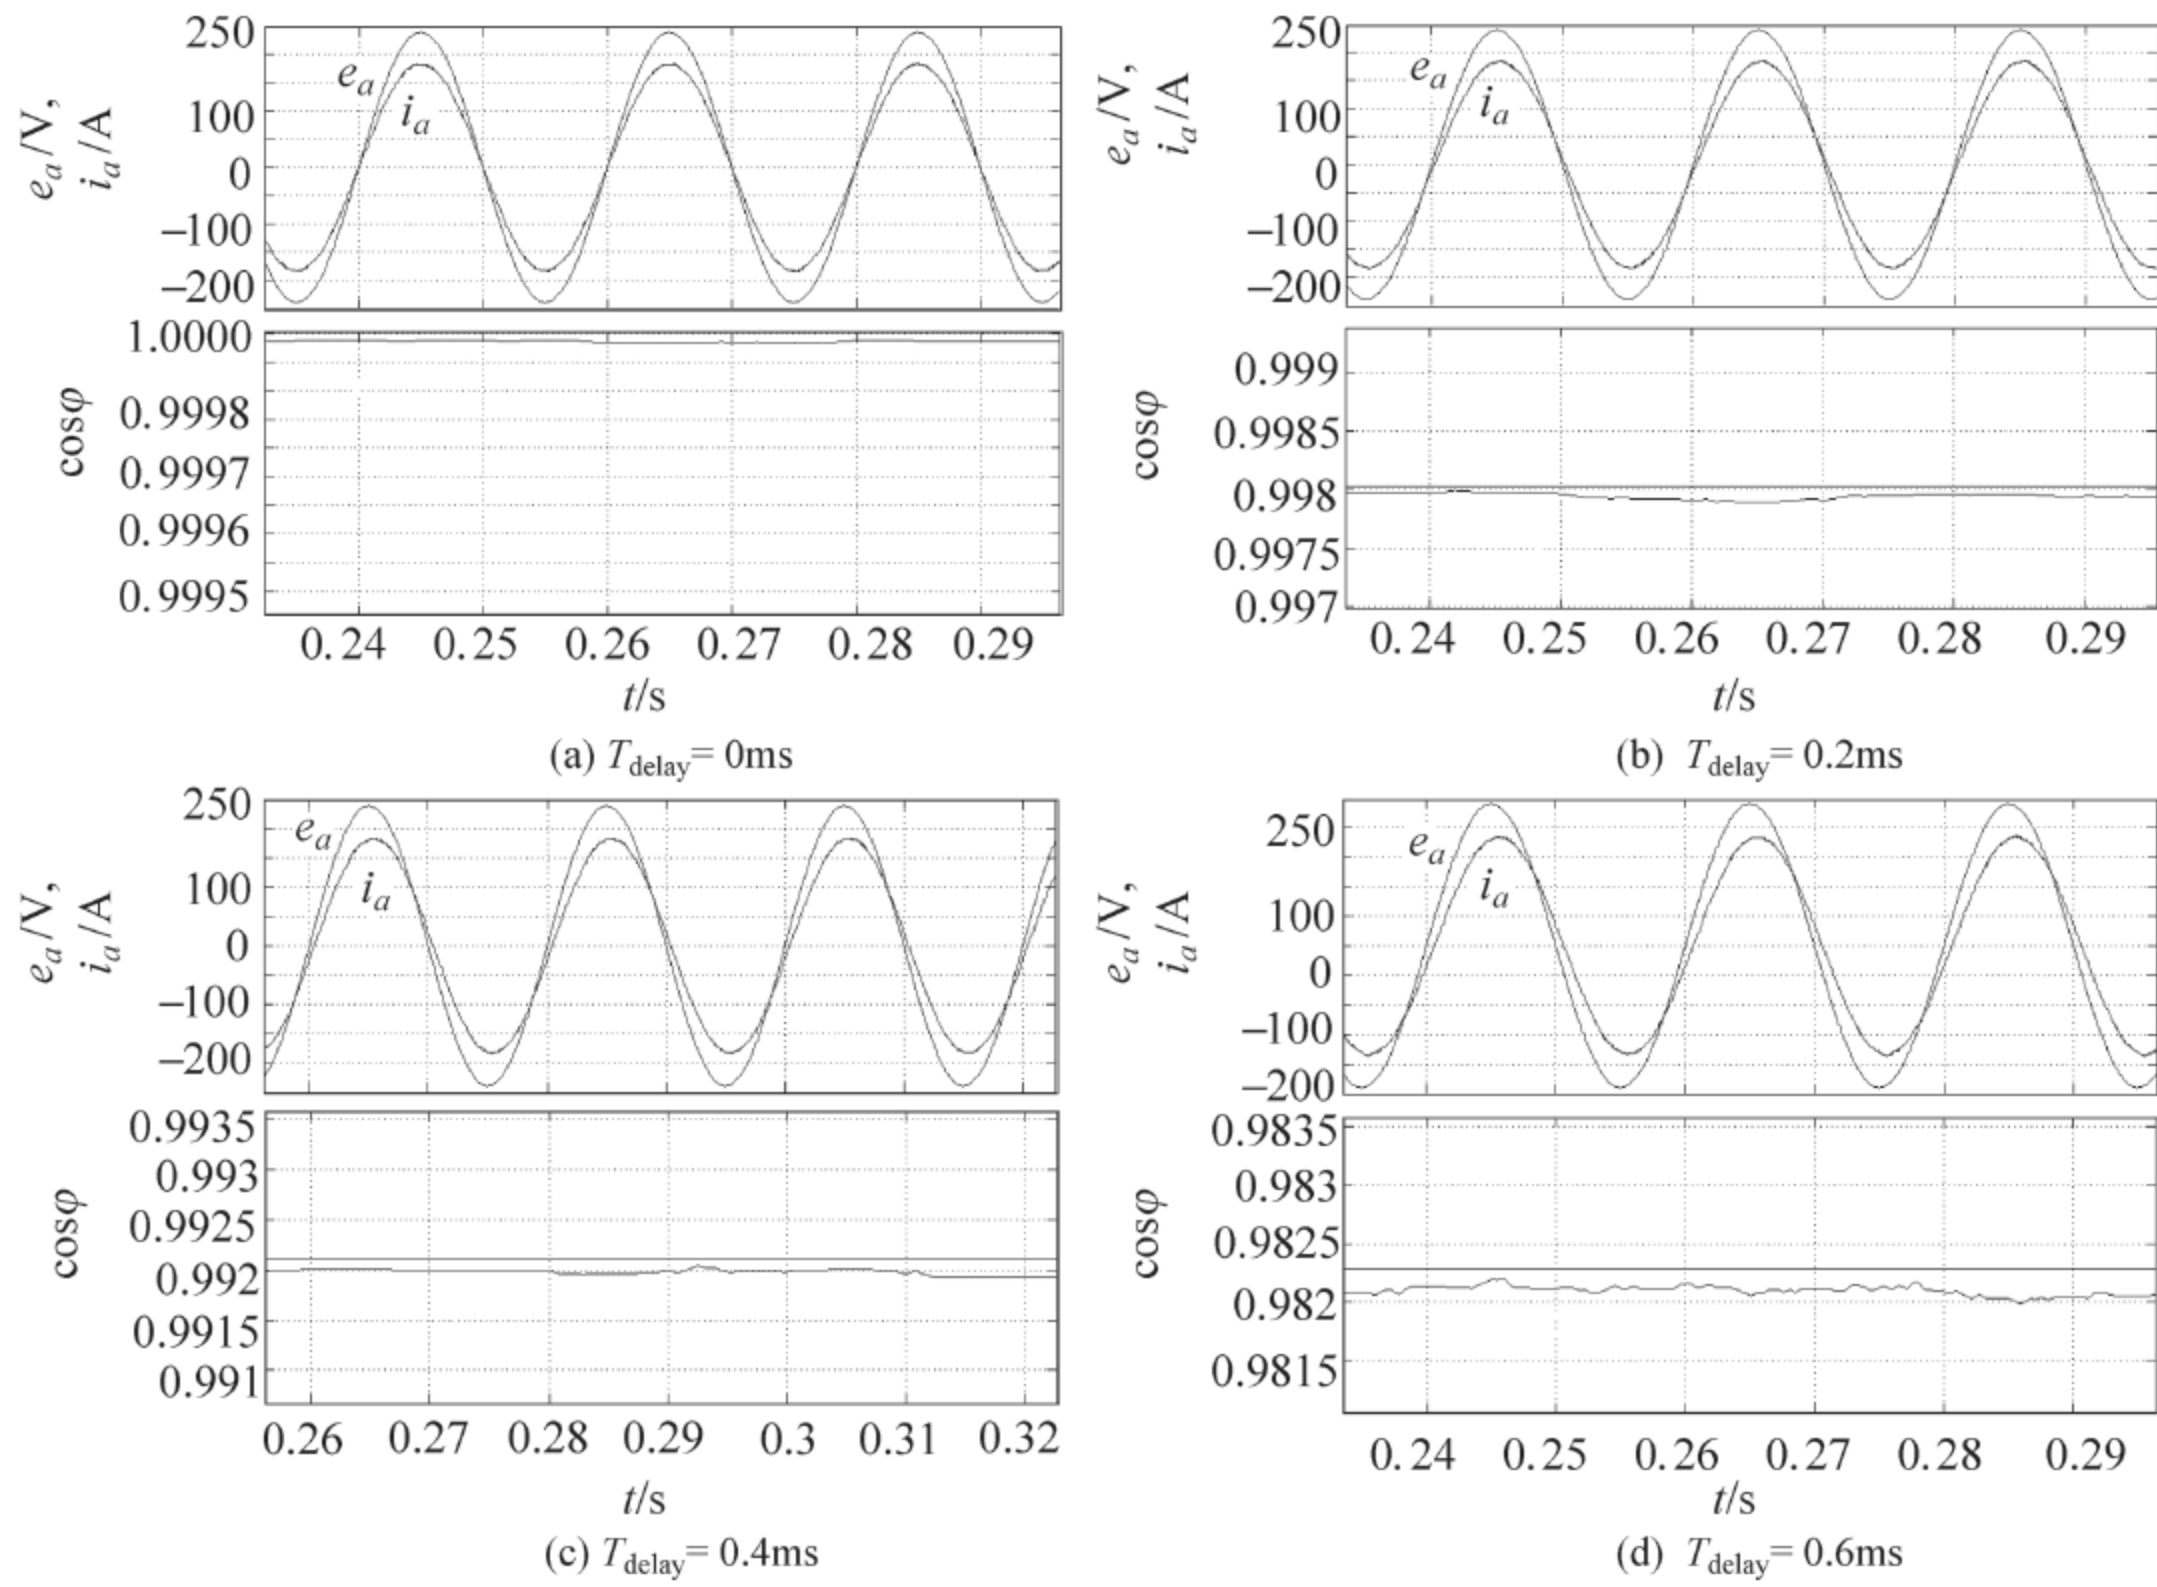 250
100
0
–100
–200
e_a/V,
i_a/A
e_a
i_a
1.0000
0.9998
0.9997
0.9996
0.9995
cosφ
0.24 0.25 0.26 0.27 0.28 0.29
t/s
(a) T_delay= 0ms
250
100
0
–100
–200
e_a/V,
i_a/A
e_a
i_a
0.999
0.9985
0.998
0.9975
0.997
cosφ
0.24 0.25 0.26 0.27 0.28 0.29
t/s
(b) T_delay= 0.2ms
250
100
0
–100
–200
e_a/V,
i_a/A
e_a
i_a
0.9935
0.993
0.9925
0.992
0.9915
0.991
cosφ
0.26 0.27 0.28 0.29 0.3 0.31 0.32
t/s
(c) T_delay= 0.4ms
250
100
0
–100
–200
e_a/V,
i_a/A
e_a
i_a
0.9835
0.983
0.9825
0.982
0.9815
cosφ
0.24 0.25 0.26 0.27 0.28 0.29
t/s
(d) T_delay= 0.6ms